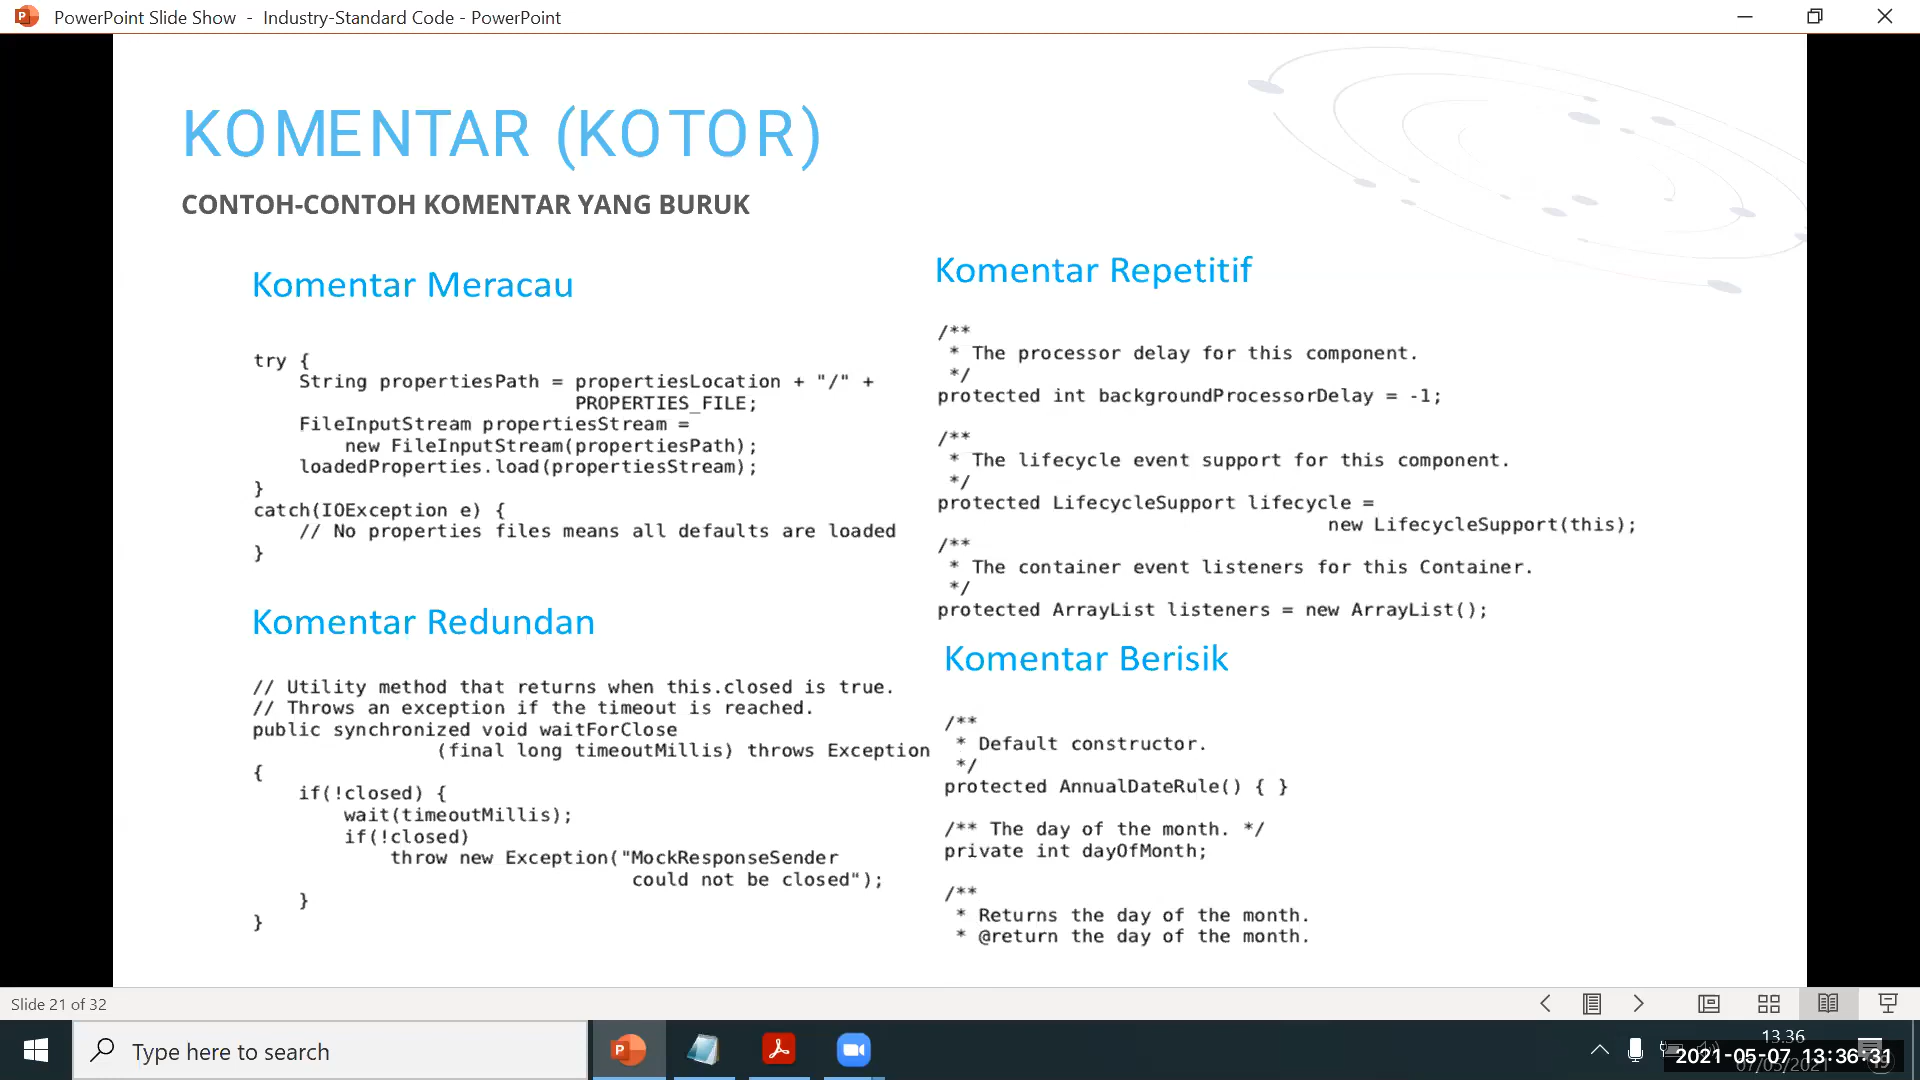 PowerPoint Slide Show - Industry-Standard Code - PowerPoint
KOMENTAR (KOTOR)
CONTOH-CONTOH KOMENTAR YANG BURUK
Komentar Meracau
try {
String propertiesPath = propertiesLocation + "/" +
PROPERTIES_FILE;
FileInputStream propertiesStream =
new FileInputStream(propertiesPath);
loadedProperties.load(propertiesStream);
}
catch(IOException e) {
// No properties files means all defaults are loaded
}
Komentar Redundan
// Utility method that returns when this.closed is true.
// Throws an exception if the timeout is reached.
public synchronized void waitForClose
(final long timeoutMillis) throws Exception
{
if(!closed) {
wait(timeoutMillis);
if(!closed)
throw new Exception("MockResponseSender
could not be closed");
}
}
Komentar Repetitif
/**
* The processor delay for this component.
*/
protected int backgroundProcessorDelay = -1;
/**
* The lifecycle event support for this component.
*/
protected LifecycleSupport lifecycle =
new LifecycleSupport(this);
/**
* The container event listeners for this Container.
*/
protected ArrayList listeners = new ArrayList();
Komentar Berisik
/**
* Default constructor.
*/
protected AnnualDateRule() { }
/** The day of the month. */
private int dayOfMonth;
/**
* Returns the day of the month.
* @return the day of the month.
Slide 21 of 32
Type here to search
13.36
2021-05-07 13:36:31